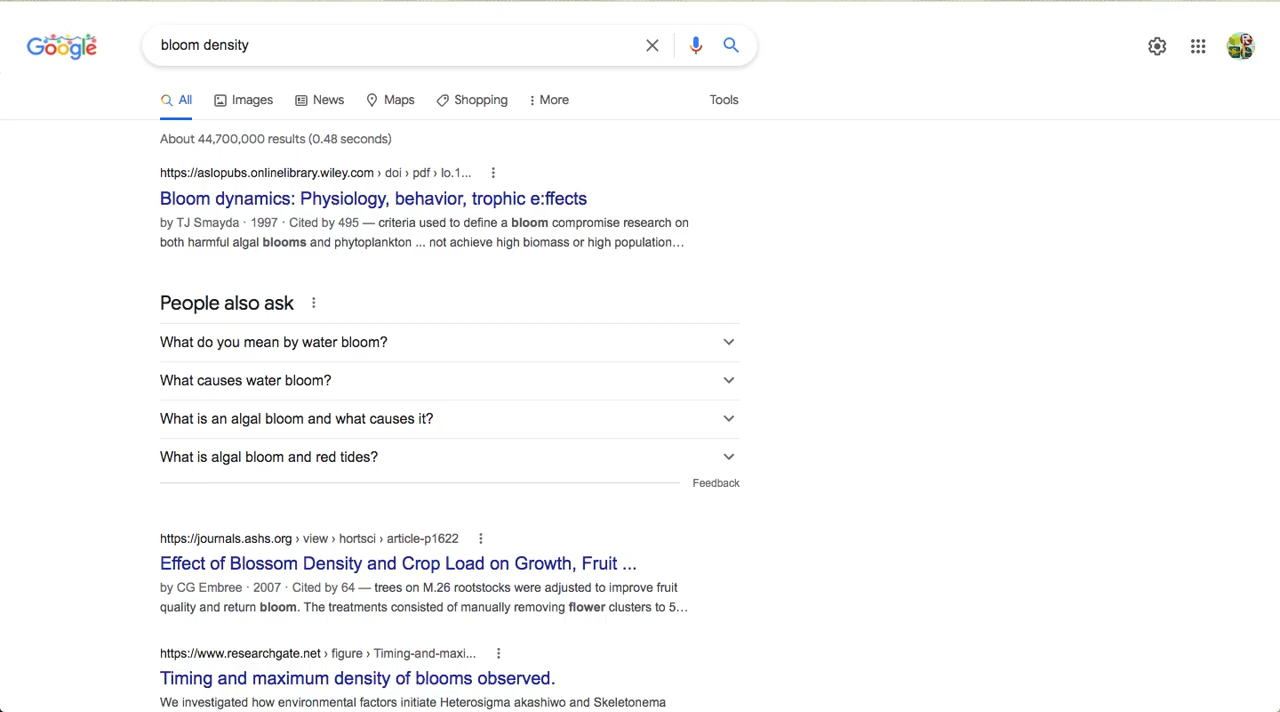 Google
bloom density
All Images News Maps Shopping More Tools
About 44,700,000 results (0.48 seconds)
https://aslopubs.onlinelibrary.wiley.com › doi › pdf › lo.1...
Bloom dynamics: Physiology, behavior, trophic e:ffects
by TJ Smayda · 1997 · Cited by 495 — criteria used to define a bloom compromise research on
both harmful algal blooms and phytoplankton ... not achieve high biomass or high population…
People also ask
What do you mean by water bloom?
What causes water bloom?
What is an algal bloom and what causes it?
What is algal bloom and red tides?
Feedback
https://journals.ashs.org › view › hortsci › article-p1622
Effect of Blossom Density and Crop Load on Growth, Fruit ...
by CG Embree · 2007 · Cited by 64 — trees on M.26 rootstocks were adjusted to improve fruit
quality and return bloom. The treatments consisted of manually removing flower clusters to 5…
https://www.researchgate.net › figure › Timing-and-maxi...
Timing and maximum density of blooms observed.
We investigated how environmental factors initiate Heterosigma akashiwo and Skeletonema